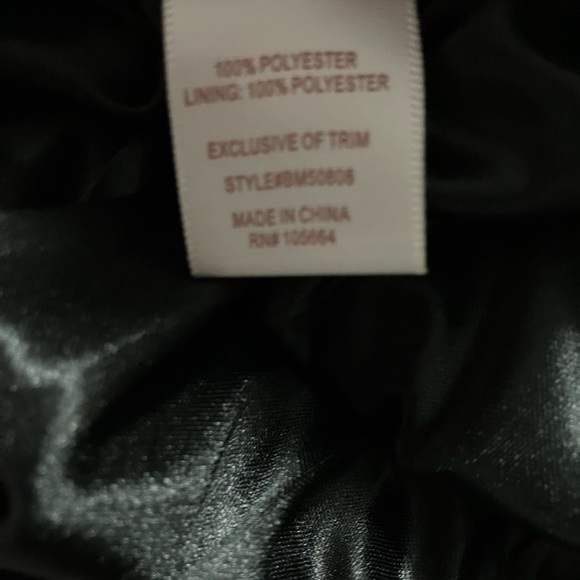 100% POLYESTER
LINING: 100% POLYESTER
EXCLUSIVE OF TRIM
STYLE#BM50808
MADE IN CHINA
RN# 105664